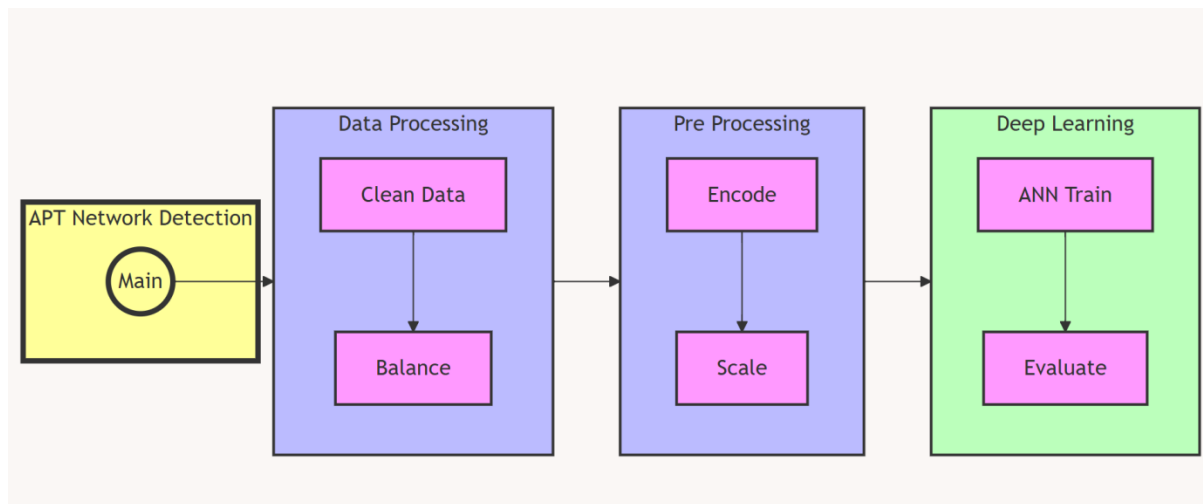 APT Network Detection
Main
Data Processing
Clean Data
Balance
Pre Processing
Encode
Scale
Deep Learning
ANN Train
Evaluate